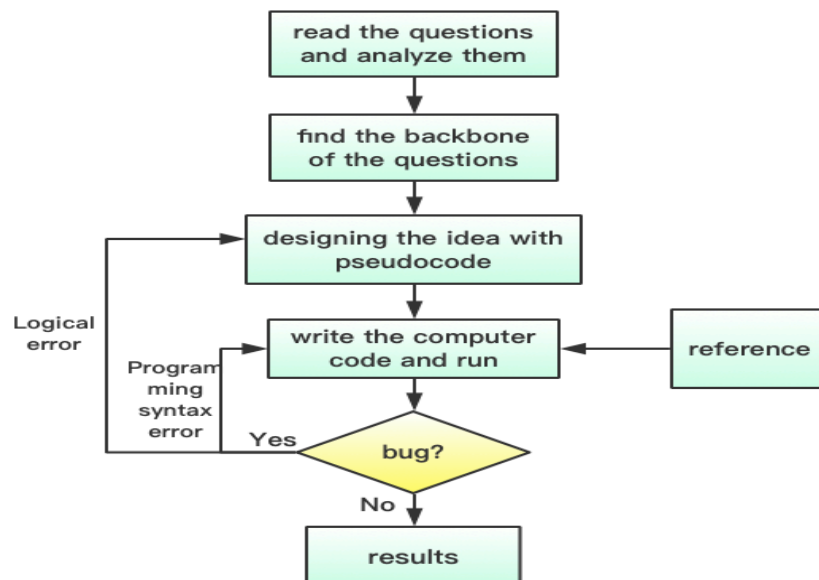 read the questions
and analyze them
find the backbone
of the questions
designing the idea with
pseudocode
Logical
error
write the computer
code and run
reference
Program
ming
syntax
error
Yes
bug?
No
results